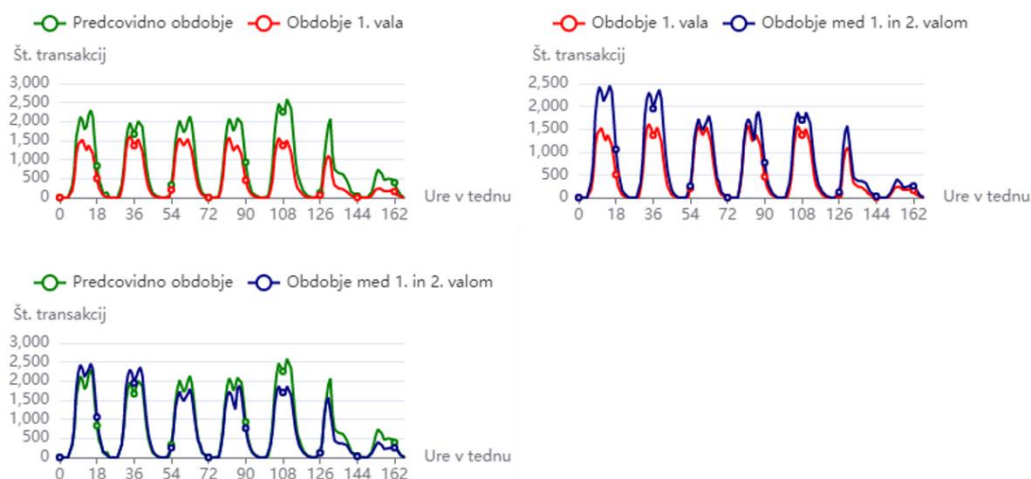 Predcovidno obdobje Obdobje 1. vala
Št. transakcij
3,000
2,500
2,000
1,500
1,000
500
0
0 18 36 54 72 90 108 126 144 162
Ure v tednu
Obdobje 1. vala Obdobje med 1. in 2. valom
Št. transakcij
2,500
2,000
1,500
1,000
500
0
0 18 36 54 72 90 108 126 144 162
Ure v tednu
Predcovidno obdobje Obdobje med 1. in 2. valom
Št. transakcij
3,000
2,500
2,000
1,500
1,000
500
0
0 18 36 54 72 90 108 126 144 162
Ure v tednu